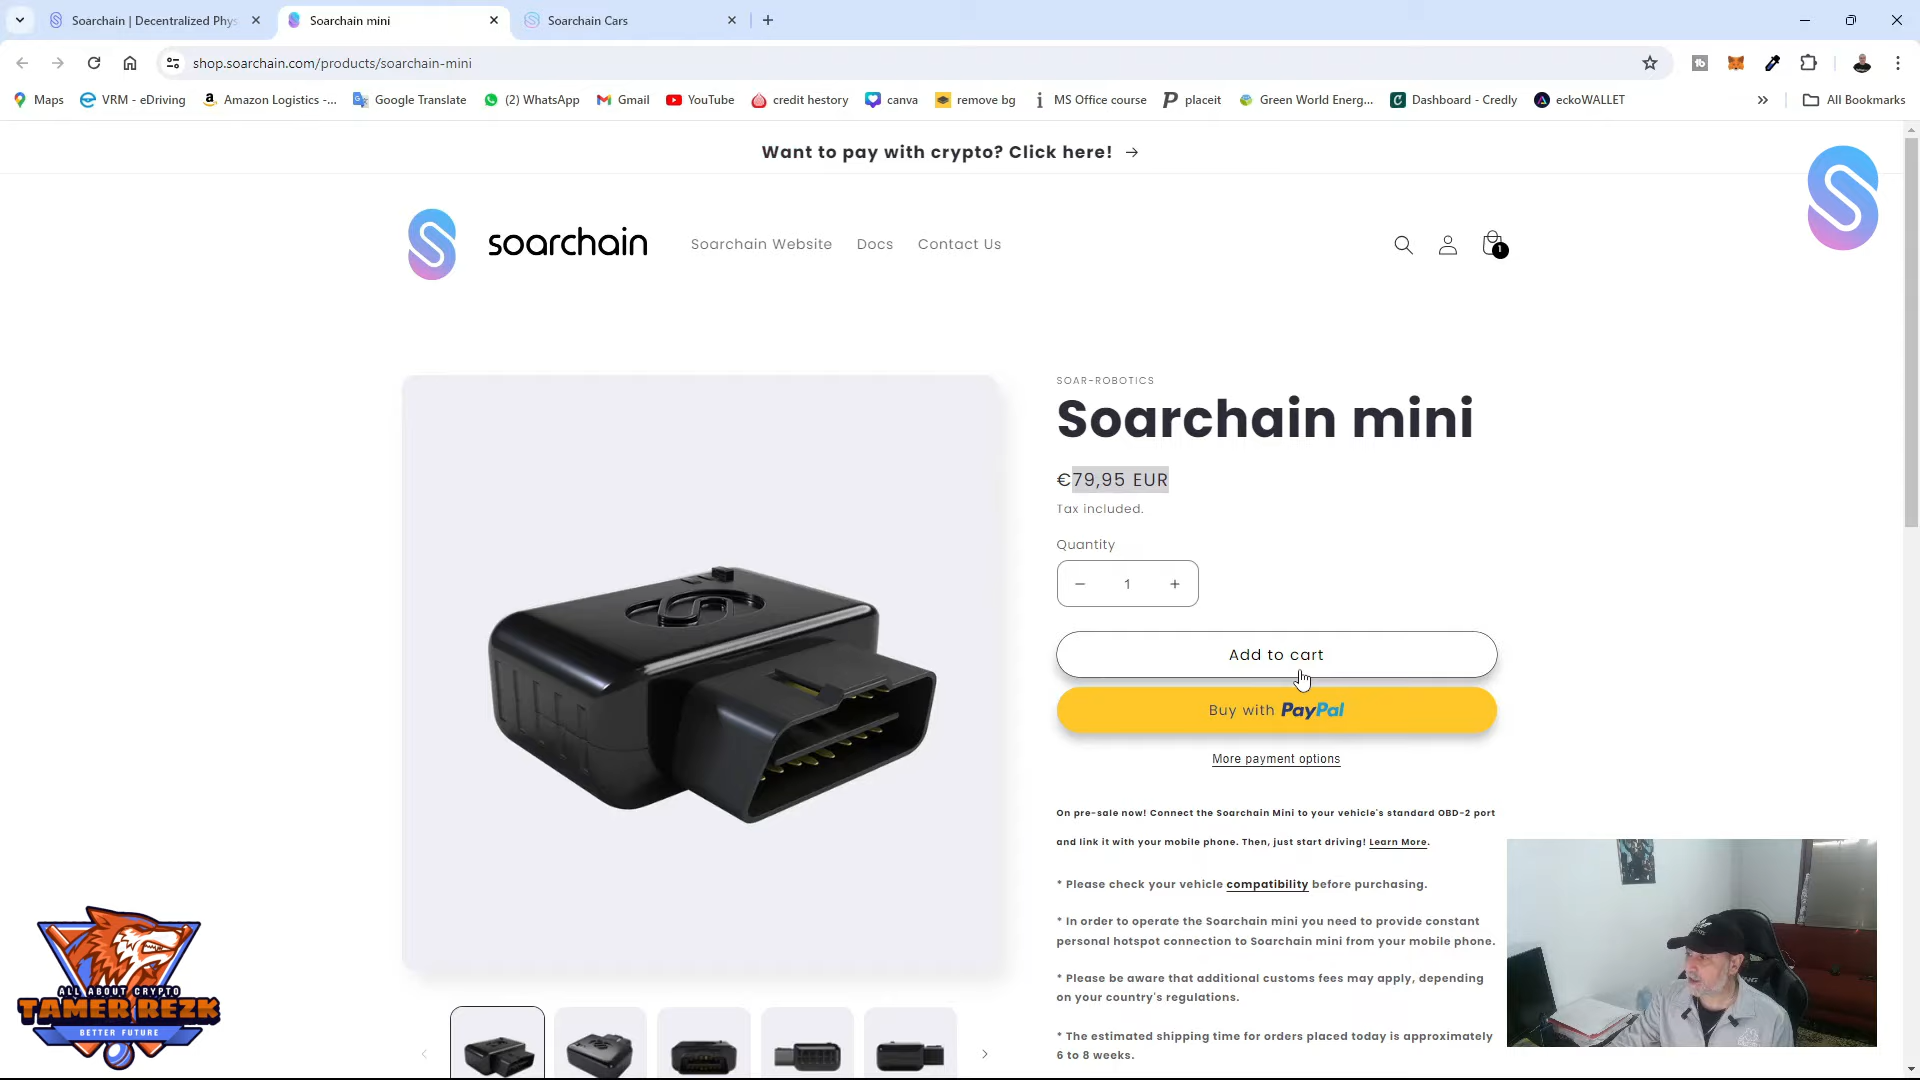 Soarchain | Decentralized Phys
Soarchain mini
Soarchain Cars
shop.soarchain.com/products/soarchain-mini
Maps
VRM - eDriving
Amazon Logistics -...
Google Translate
(2) WhatsApp
Gmail
YouTube
credit hestory
canva
remove bg
MS Office course
placeit
Green World Energ...
Dashboard - Credly
eckoWALLET
All Bookmarks
Want to pay with crypto? Click here! →
soarchain
Soarchain Website
Docs
Contact Us
1
SOAR-ROBOTICS
Soarchain mini
€79,95 EUR
Tax included.
Quantity
− 1 +
Add to cart
Buy with PayPal
More payment options
On pre-sale now! Connect the Soarchain Mini to your vehicle's standard OBD-2 port
and link it with your mobile phone. Then, just start driving! Learn More.
* Please check your vehicle compatibility before purchasing.
* In order to operate the Soarchain mini you need to provide constant
personal hotspot connection to Soarchain mini from your mobile phone.
* Please be aware that additional customs fees may apply, depending
on your country's regulations.
* The estimated shipping time for orders placed today is approximately
6 to 8 weeks.
ALL ABOUT CRYPTO
TAMER REZK
BETTER FUTURE